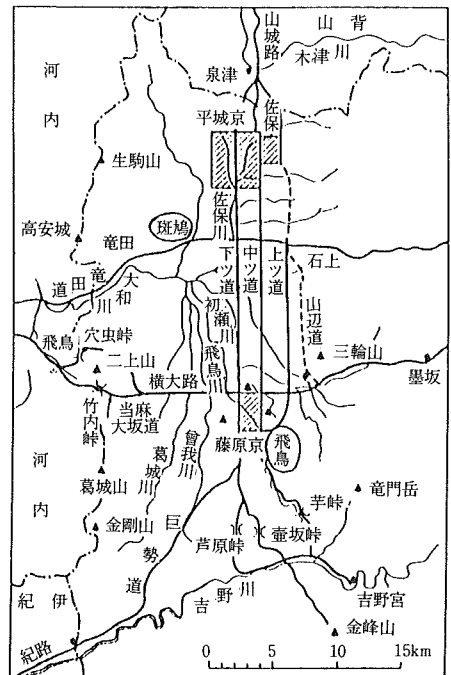 山背
山城路
木津川
河内
泉津
平城京
佐保
生駒山
佐保川
斑鳩
高安城
竜田
下ツ道
中ツ道
上ツ道
石上
竜田道
大和川
初瀬川
山辺道
飛鳥
穴虫峠
飛鳥川
三輪山
二上山
横大路
墨坂
当麻
大坂道
竹内峠
曾我川
葛城川
藤原京
飛鳥
河内
葛城山
芋峠
竜門岳
金剛山
巨勢道
芦原峠
壺坂峠
紀伊
吉野川
吉野宮
紀路
金峰山
0 5 10 15km